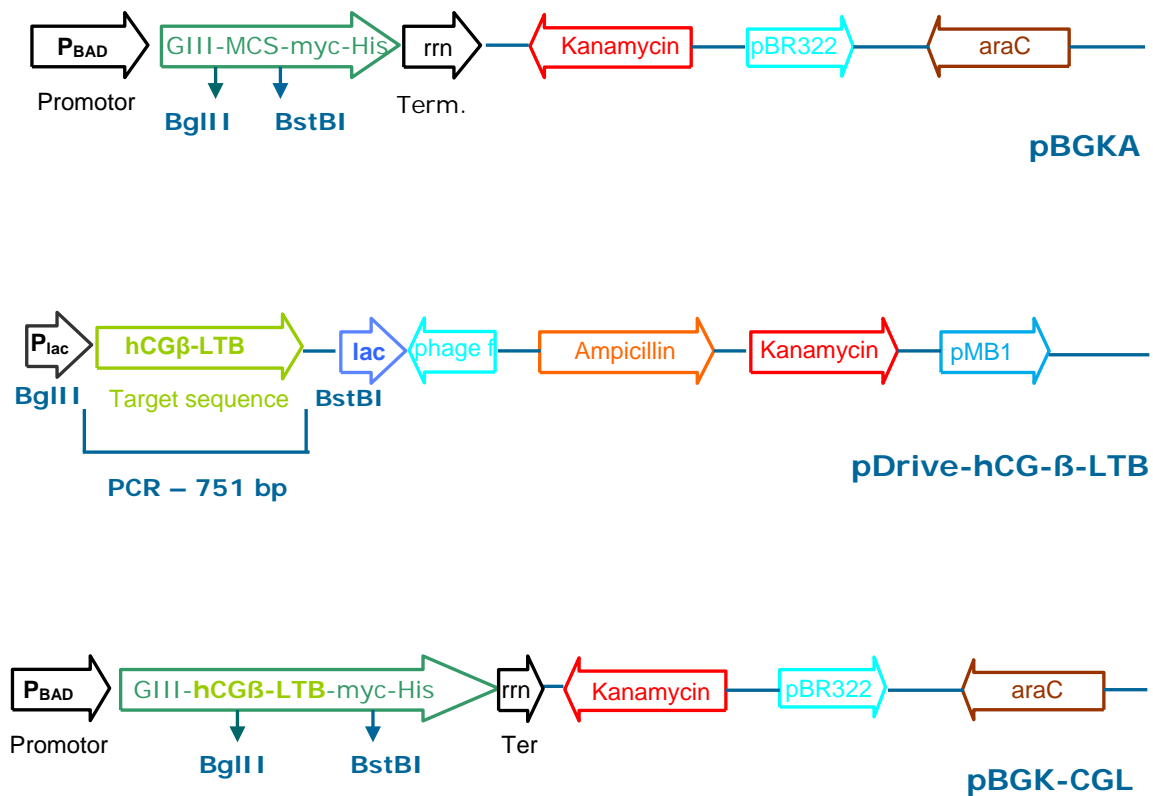 PBAD GIII-MCS-myc-His rrn Kanamycin pBR322 araC
Promotor Term.
BglII BstBI
pBGKA
Plac hCGβ-LTB lac phage f Ampicillin Kanamycin pMB1
BglII Target sequence BstBI
pDrive-hCG-ß-LTB
PCR – 751 bp
PBAD GIII-hCGß-LTB-myc-His rrn Kanamycin pBR322 araC
Promotor Ter
BglII BstBI
pBGK-CGL